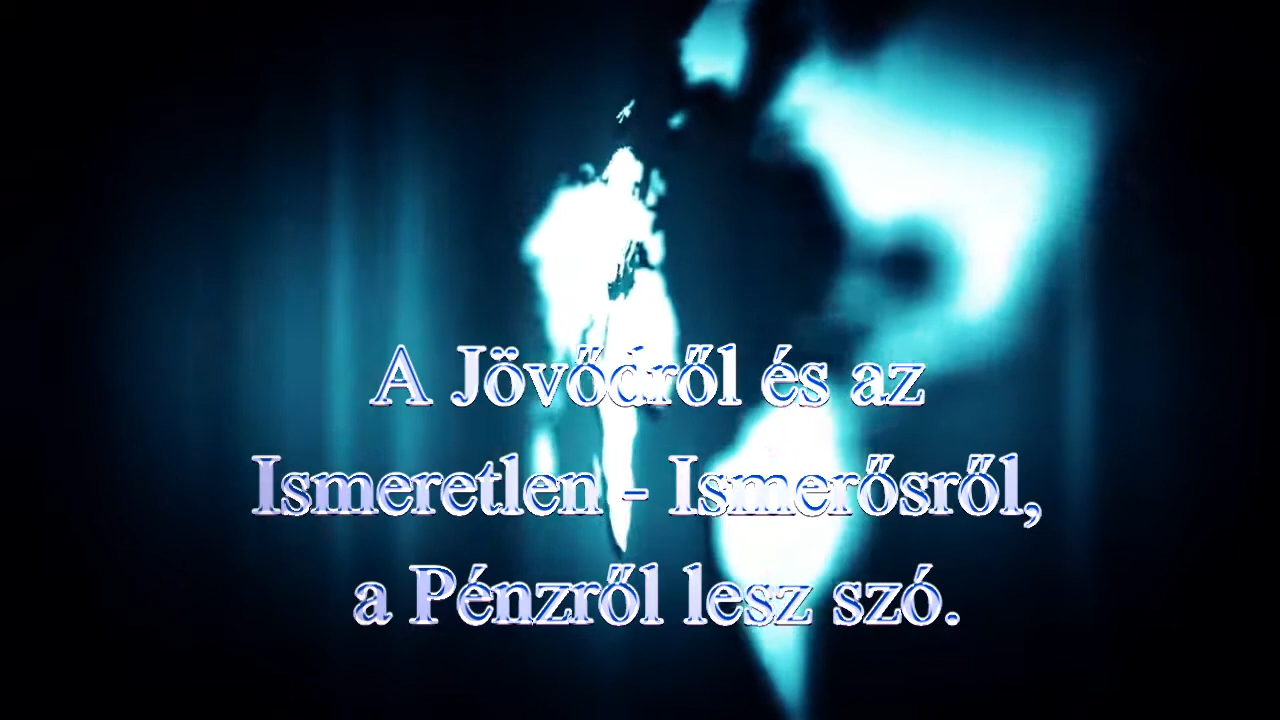 A Jövődről és az
Ismeretlen - Ismerősről,
a Pénzről lesz szó.